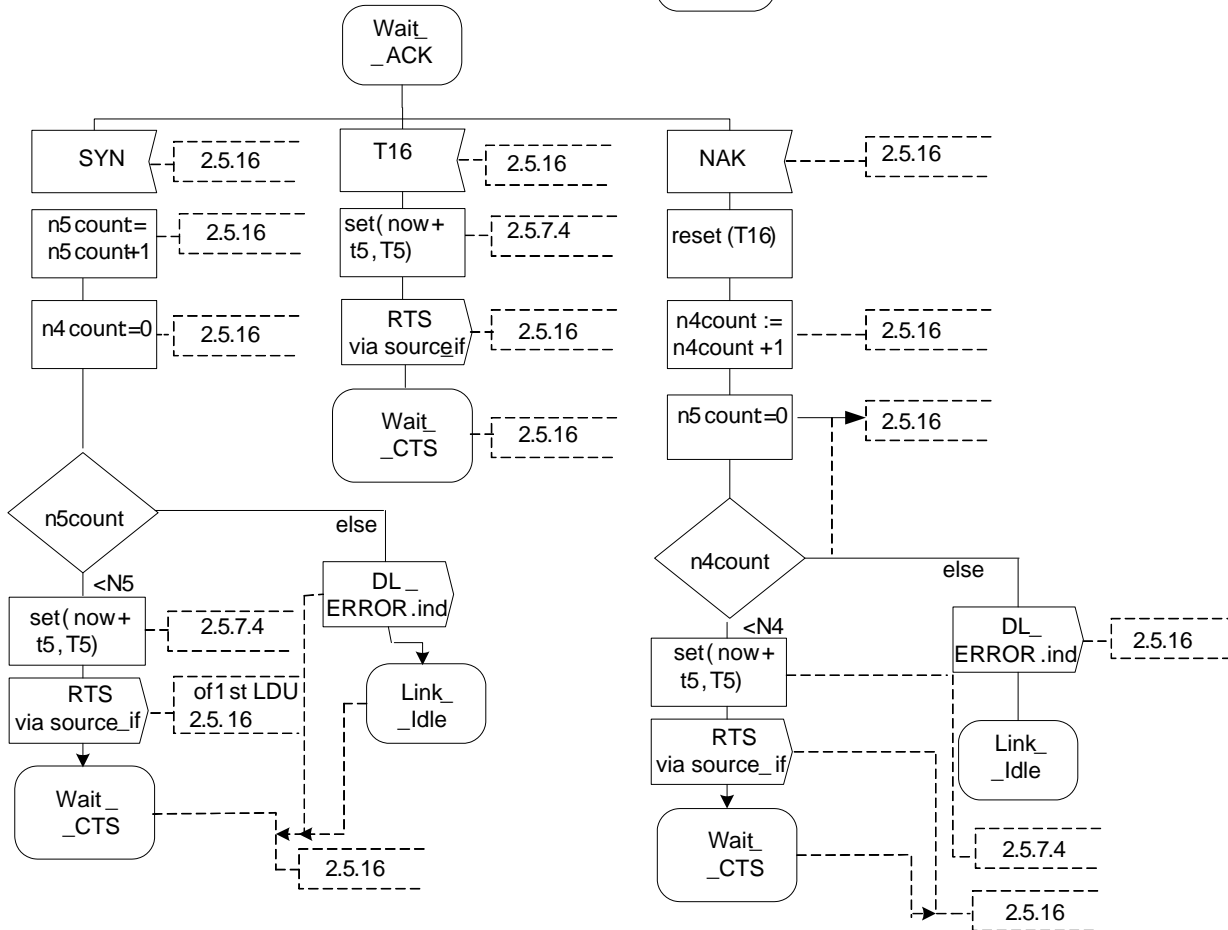 Wait_
_ACK
SYN
2.5.16
n5 count:=
n5 count+1
2.5.16
n4 count:=0
2.5.16
n5count
else
<N5
set( now+
t5, T5)
2.5.7.4
RTS
via source_if
of 1 st LDU
2.5.16
Wait_
_CTS
DL_
ERROR .ind
Link_
_Idle
2.5.16
T16
2.5.16
set( now+
t5, T5)
2.5.7.4
RTS
via source_if
2.5.16
Wait_
_CTS
2.5.16
NAK
2.5.16
reset (T16)
n4count :=
n4count +1
2.5.16
n5 count:=0
2.5.16
n4count
else
<N4
set( now+
t5, T5)
RTS
via source_ if
Wait_
_CTS
DL_
ERROR .ind
2.5.16
Link_
_Idle
2.5.7.4
2.5.16